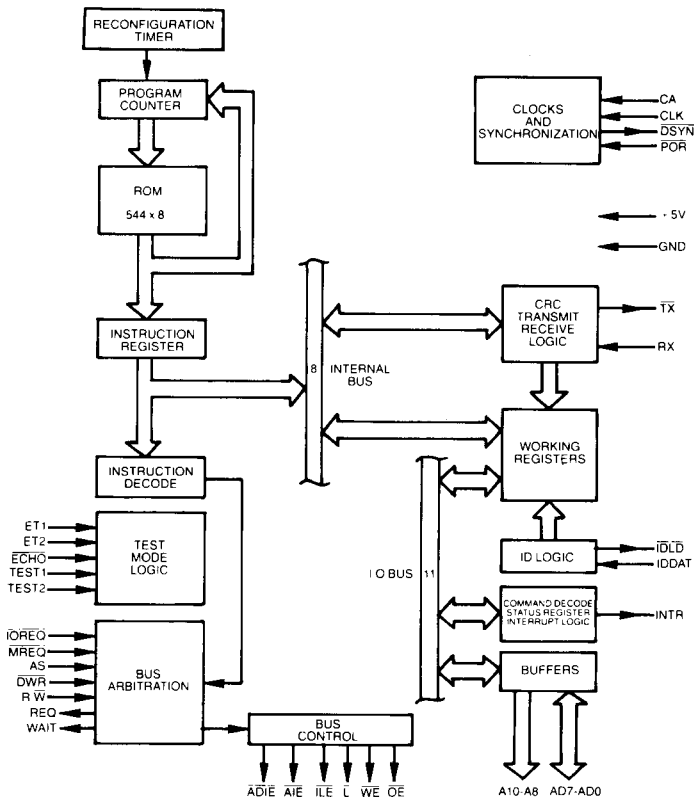 RECONFIGURATION
TIMER
PROGRAM
COUNTER
ROM
544 x 8
INSTRUCTION
REGISTER
INSTRUCTION
DECODE
ET1
ET2
ECHO
TEST1
TEST2
TEST
MODE
LOGIC
IOREQ
MREQ
AS
DWR
R W
REQ
WAIT
BUS
ARBITRATION
BUS
CONTROL
ADIE AIE ILE L WE OE
8 INTERNAL
BUS
I O BUS 11
CLOCKS
AND
SYNCHRONIZATION
CA
CLK
DSYN
POR
+ 5V
GND
CRC
TRANSMIT
RECEIVE
LOGIC
TX
RX
WORKING
REGISTERS
ID LOGIC
IDLD
IDDAT
COMMAND DECODE
STATUS REGISTER
INTERRUPT LOGIC
INTR
BUFFERS
A10-A8 AD7-AD0